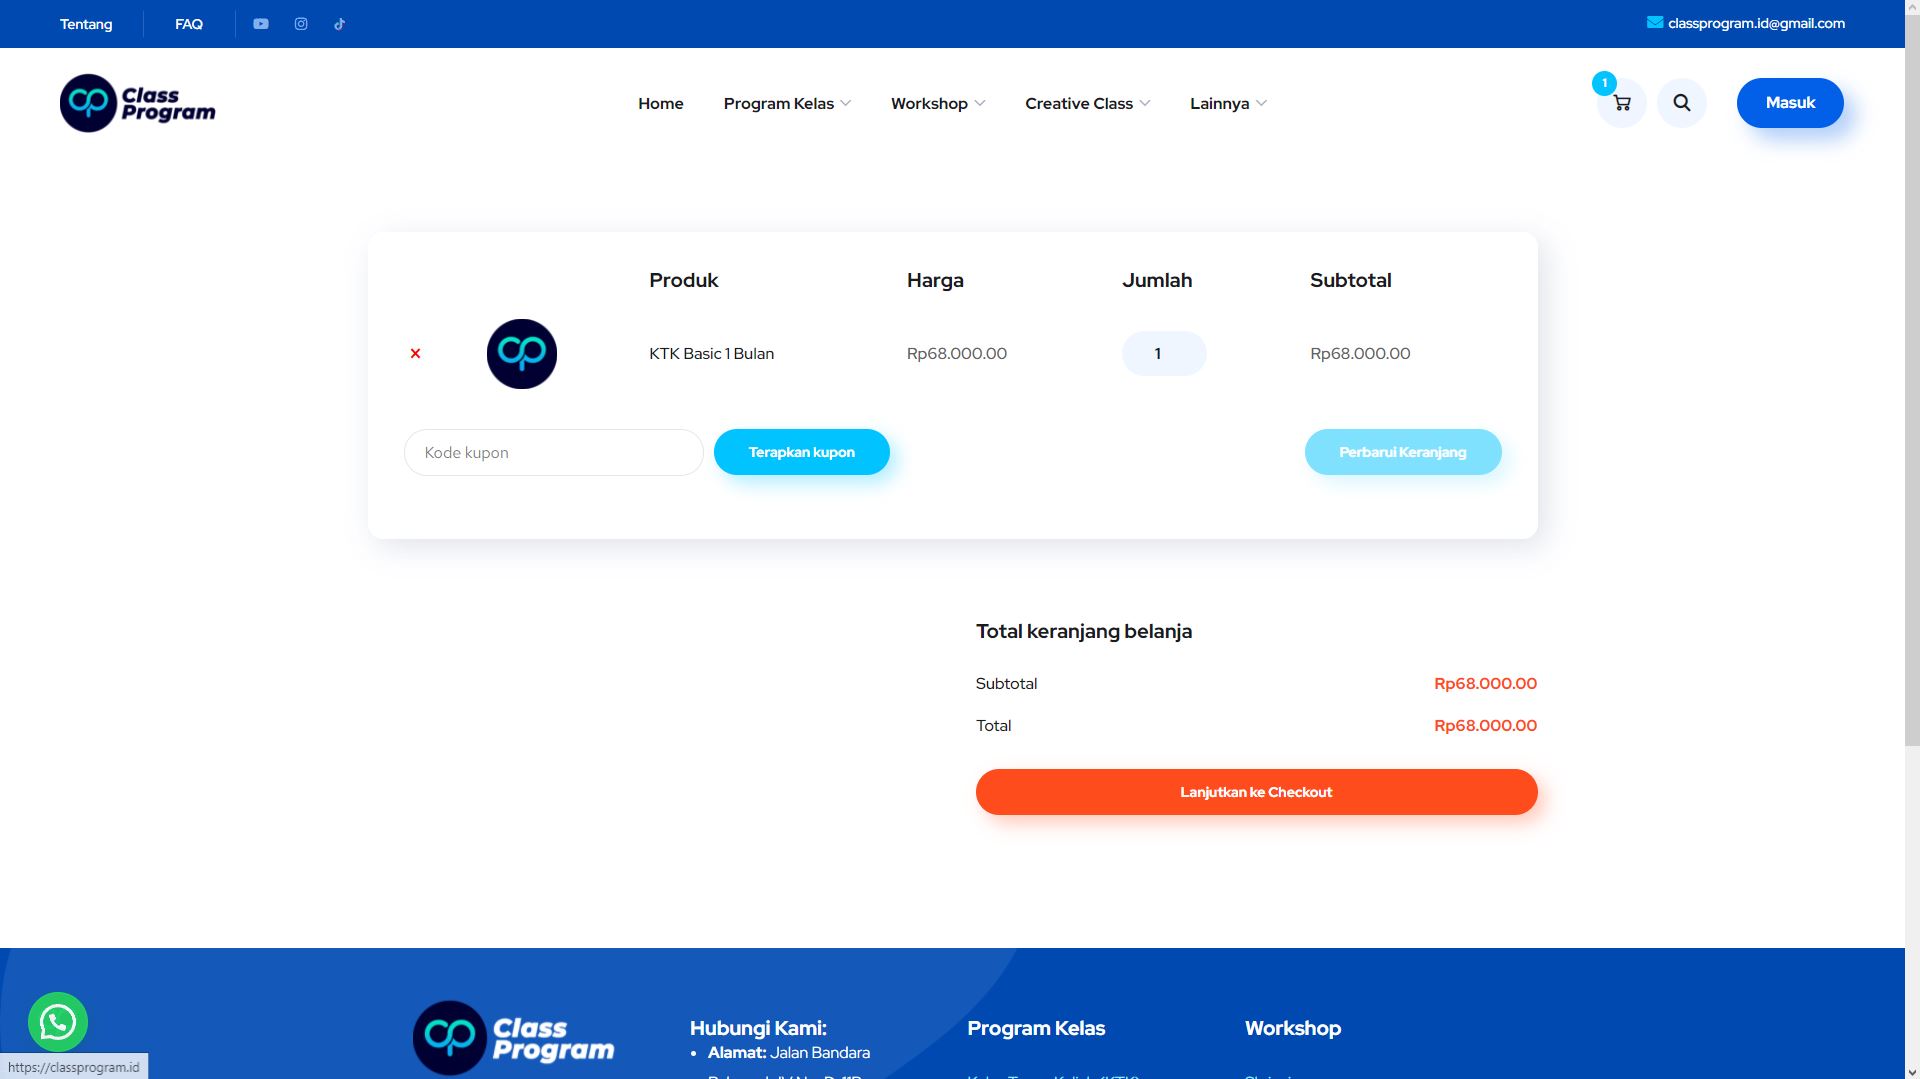 Tentang
FAQ
classprogram.id@gmail.com
Class
Program
Home
Program Kelas
Workshop
Creative Class
Lainnya
1
Masuk
Produk
Harga
Jumlah
Subtotal
×
KTK Basic 1 Bulan
Rp68.000.00
1
Rp68.000.00
Kode kupon
Terapkan kupon
Perbarui Keranjang
Total keranjang belanja
Subtotal
Rp68.000.00
Total
Rp68.000.00
Lanjutkan ke Checkout
Class
Program
Hubungi Kami:
Program Kelas
Workshop
• Alamat: Jalan Bandara
https://classprogram.id